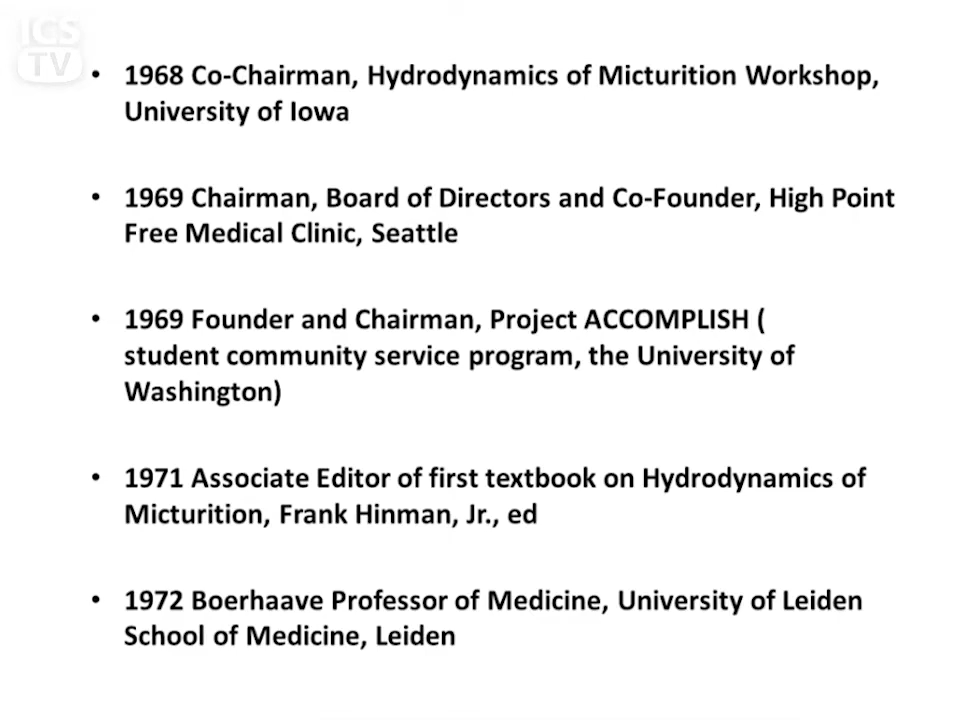 ICS
TV
• 1968 Co-Chairman, Hydrodynamics of Micturition Workshop,
University of Iowa
• 1969 Chairman, Board of Directors and Co-Founder, High Point
Free Medical Clinic, Seattle
• 1969 Founder and Chairman, Project ACCOMPLISH (
student community service program, the University of
Washington)
• 1971 Associate Editor of first textbook on Hydrodynamics of
Micturition, Frank Hinman, Jr., ed
• 1972 Boerhaave Professor of Medicine, University of Leiden
School of Medicine, Leiden